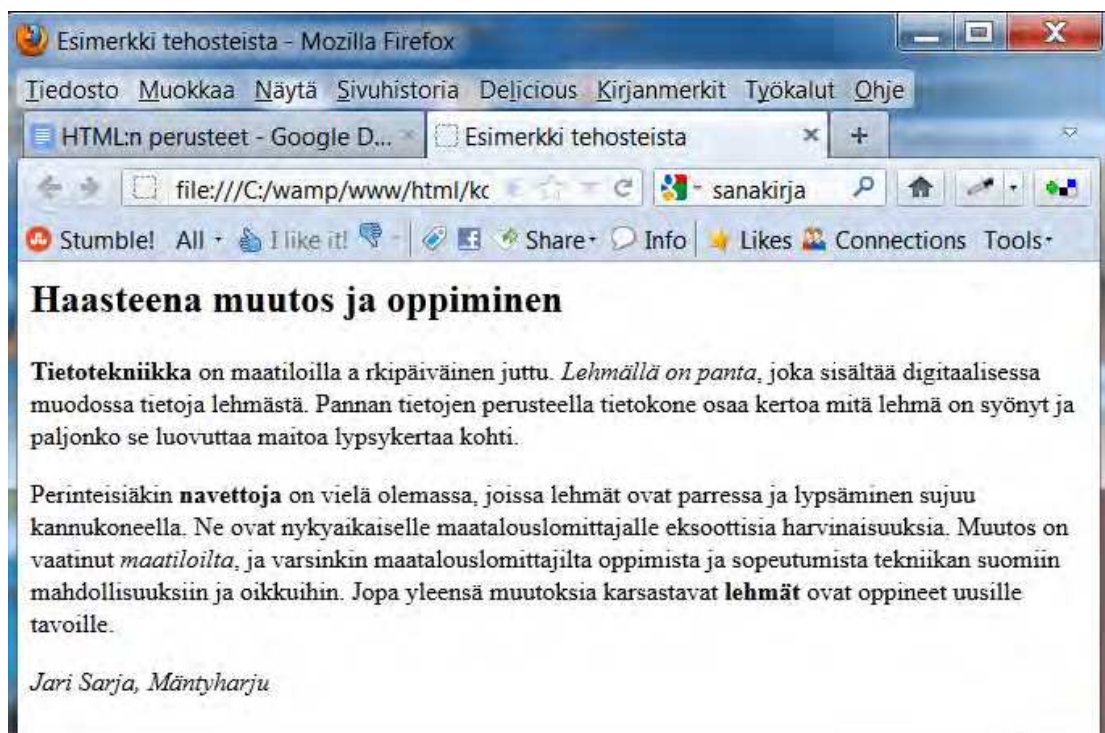 Esimerkki tehosteista - Mozilla Firefox
Tiedosto Muokkaa Näytä Sivuhistoria Delicious Kirjanmerkit Työkalut Ohje
HTML:n perusteet - Google D... Esimerkki tehosteista
file:///C:/wamp/www/html/kc sanakirja
Stumble! All I like it! Share Info Likes Connections Tools
Haasteena muutos ja oppiminen
Tietotekniikka on maatiloilla a rkipäiväinen juttu. Lehmällä on panta, joka sisältää digitaalisessa
muodossa tietoja lehmästä. Pannan tietojen perusteella tietokone osaa kertoa mitä lehmä on syönyt ja
paljonko se luovuttaa maitoa lypsykertaa kohti.
Perinteisiäkin navettoja on vielä olemassa, joissa lehmät ovat parressa ja lypsäminen sujuu
kannukoneella. Ne ovat nykyaikaiselle maatalouslomittajalle eksoottisia harvinaisuuksia. Muutos on
vaatinut maatiloilta, ja varsinkin maatalouslomittajilta oppimista ja sopeutumista tekniikan suomiin
mahdollisuuksiin ja oikkuihin. Jopa yleensä muutoksia karsastavat lehmät ovat oppineet uusille
tavoille.
Jari Sarja, Mäntyharju